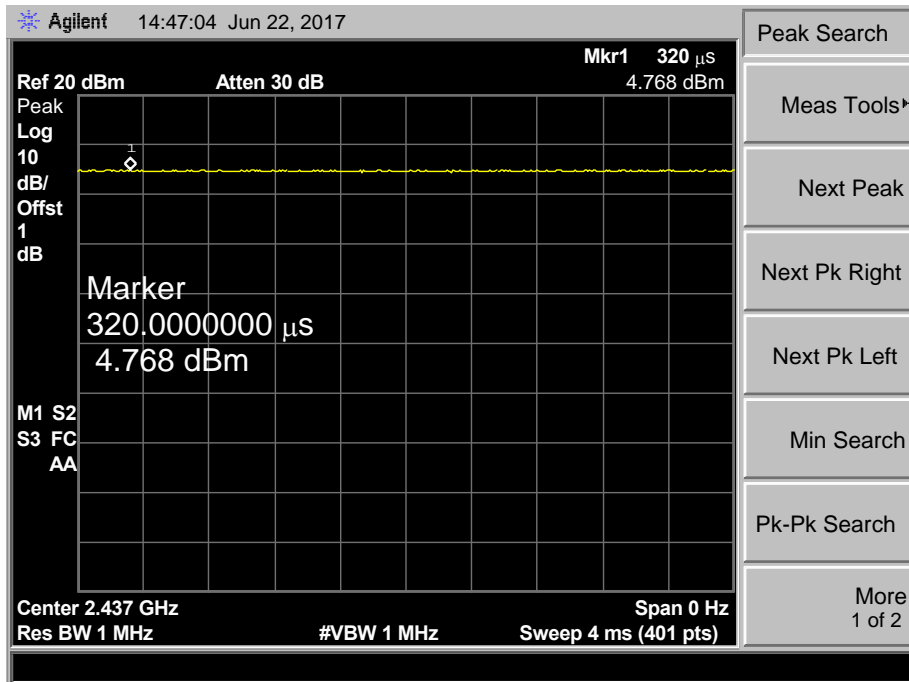 Agilent 14:47:04 Jun 22, 2017
Peak Search
Mkr1 320 μs
Ref 20 dBm Atten 30 dB 4.768 dBm
Peak
Log
10
dB/
Offst
1
dB
1
Marker
320.0000000 μs
4.768 dBm
M1 S2
S3 FC
AA
Center 2.437 GHz Span 0 Hz
Res BW 1 MHz #VBW 1 MHz Sweep 4 ms (401 pts)
Meas Tools
Next Peak
Next Pk Right
Next Pk Left
Min Search
Pk-Pk Search
More
1 of 2